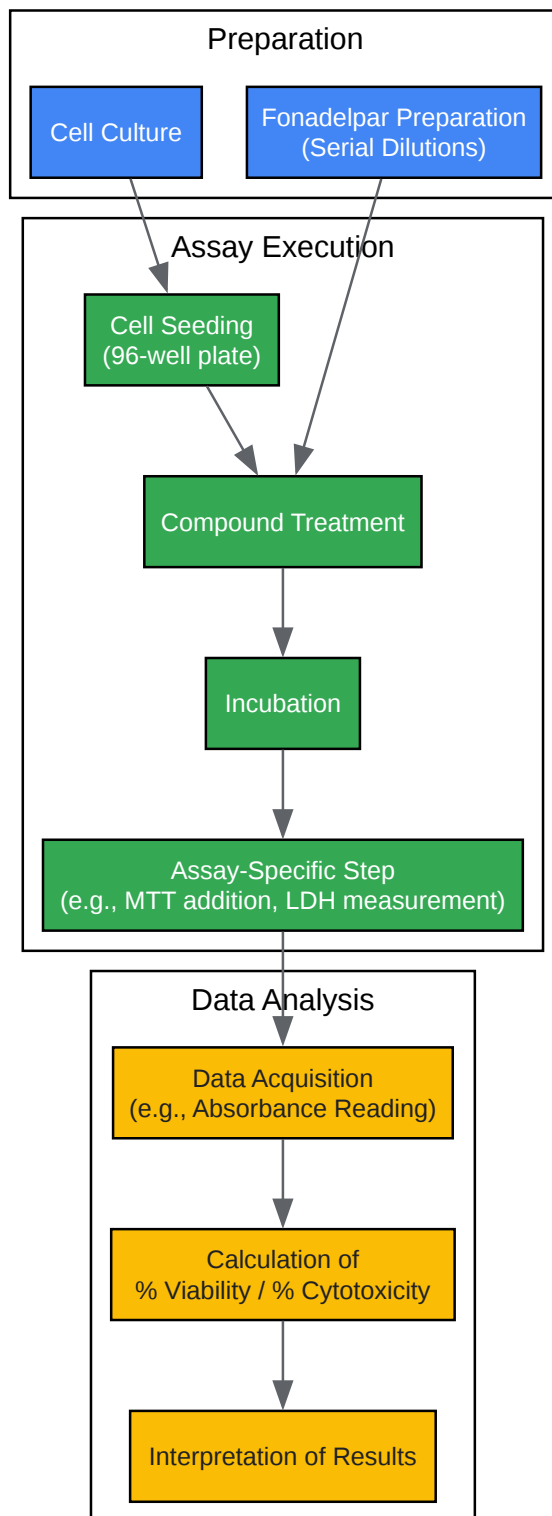 Preparation
Cell Culture
Fonadelpar Preparation
(Serial Dilutions)
Assay Execution
Cell Seeding
(96-well plate)
Compound Treatment
Incubation
Assay-Specific Step
(e.g., MTT addition, LDH measurement)
Data Analysis
Data Acquisition
(e.g., Absorbance Reading)
Calculation of
% Viability / % Cytotoxicity
Interpretation of Results